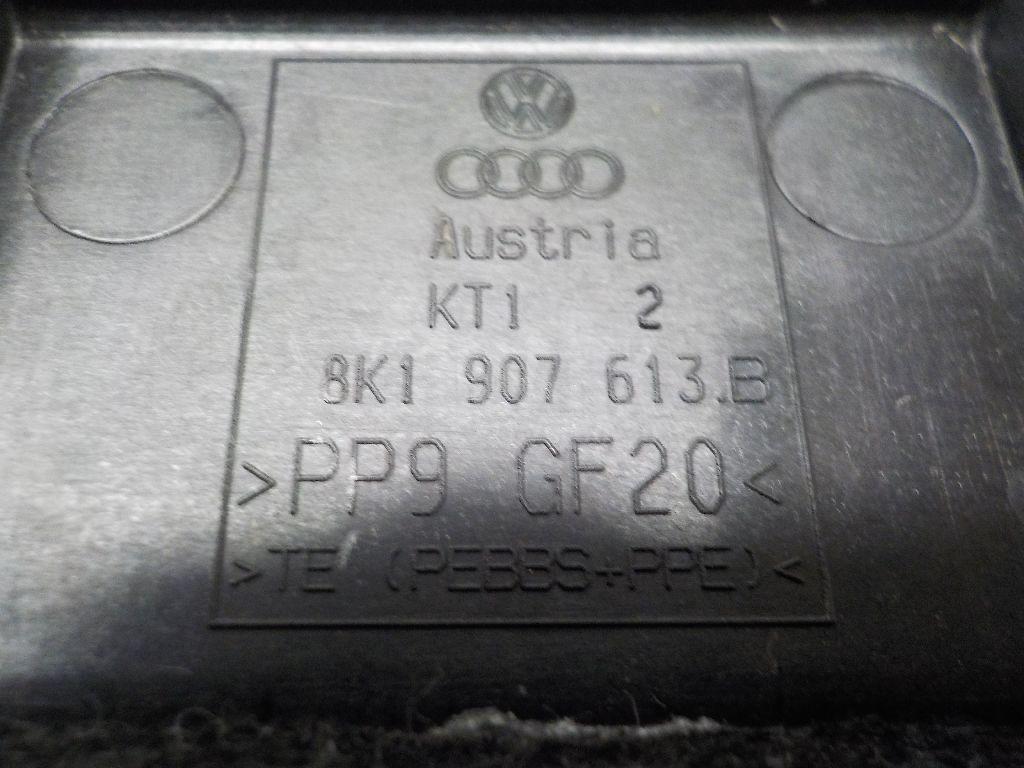 Austria
KT1 2
8K1 907 613.B
>PP9 GF20<
>TE (PEBBS+PPE)<